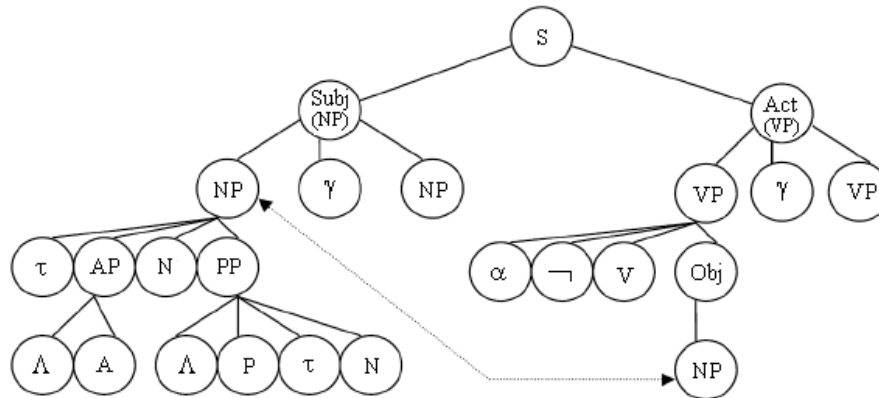 S
Subj
(NP)
Act
(VP)
NP γ NP VP γ VP
τ AP N PP α ¬ V Obj
Λ A Λ P τ N NP